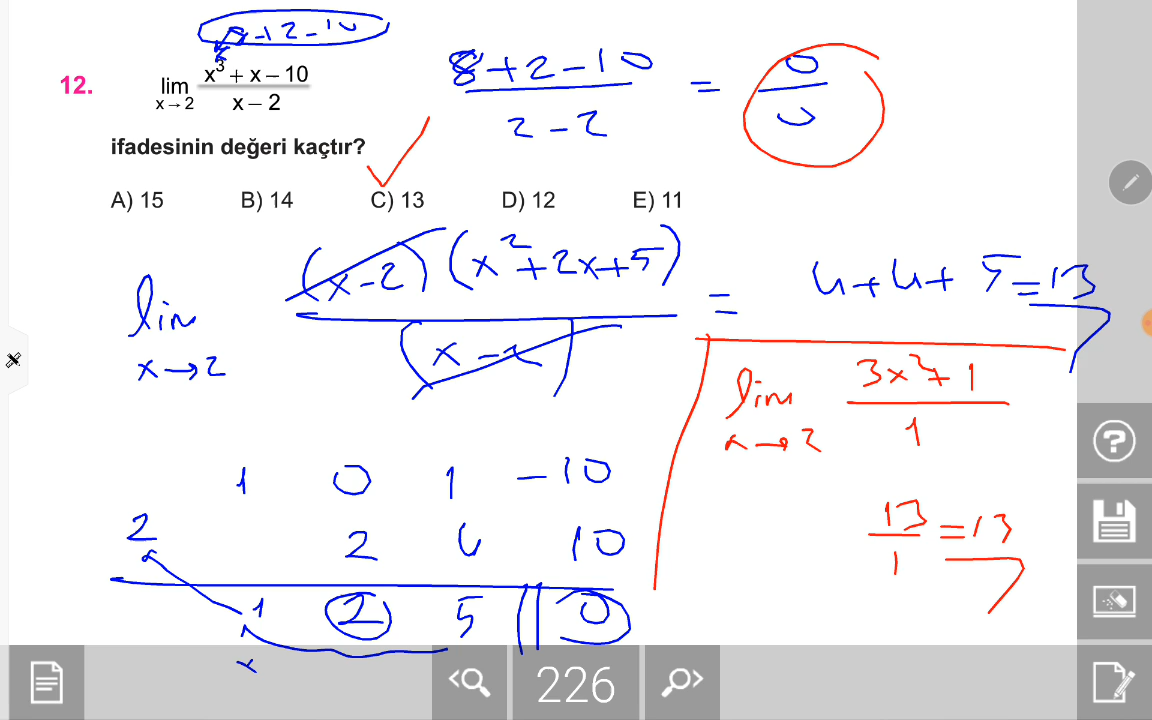 8+2-10
12. lim x→2 x³ + x – 10 / x – 2
8+2-10 / 2-2 = 0/0
ifadesinin değeri kaçtır?
A) 15 B) 14 C) 13 D) 12 E) 11
lim x→2 (x-2)(x²+2x+5) / (x-2) = 4+4+5=13
lim x→2 3x²+1 / 1
13/1 = 13
1 0 1 -10
2 2 4 10
1 2 5 0
x
226